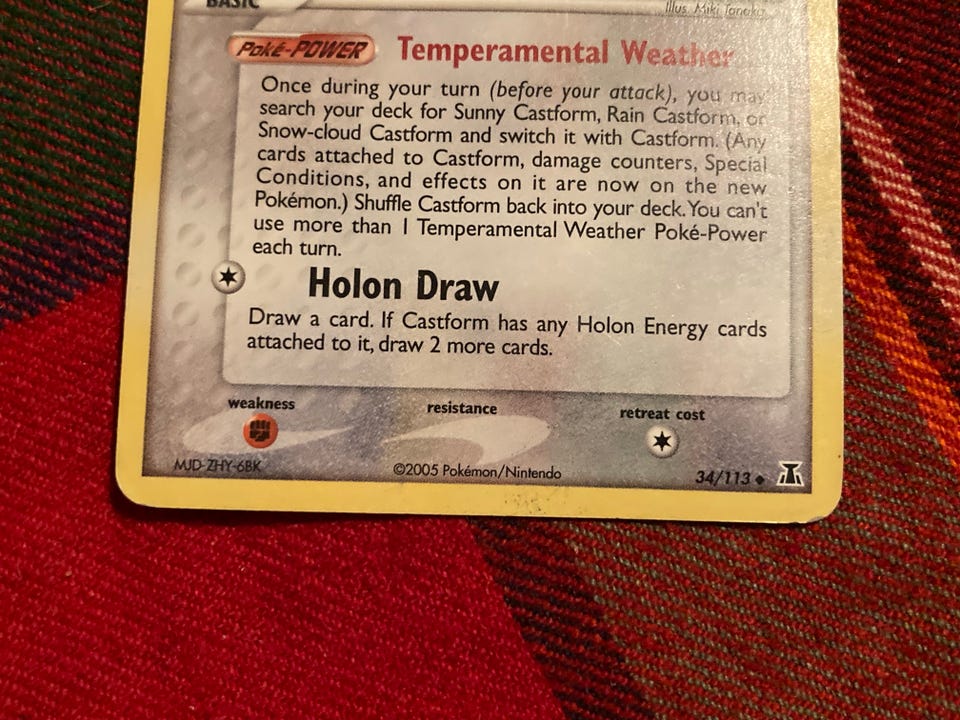 BASIC
Illus. Miki Tanaka
Poké-POWER Temperamental Weather
Once during your turn (before your attack), you may
search your deck for Sunny Castform, Rain Castform, or
Snow-cloud Castform and switch it with Castform. (Any
cards attached to Castform, damage counters, Special
Conditions, and effects on it are now on the new
Pokémon.) Shuffle Castform back into your deck. You can't
use more than 1 Temperamental Weather Poké-Power
each turn.
Holon Draw
Draw a card. If Castform has any Holon Energy cards
attached to it, draw 2 more cards.
weakness resistance retreat cost
MJD-ZHY-6BK ©2005 Pokémon/Nintendo 34/113